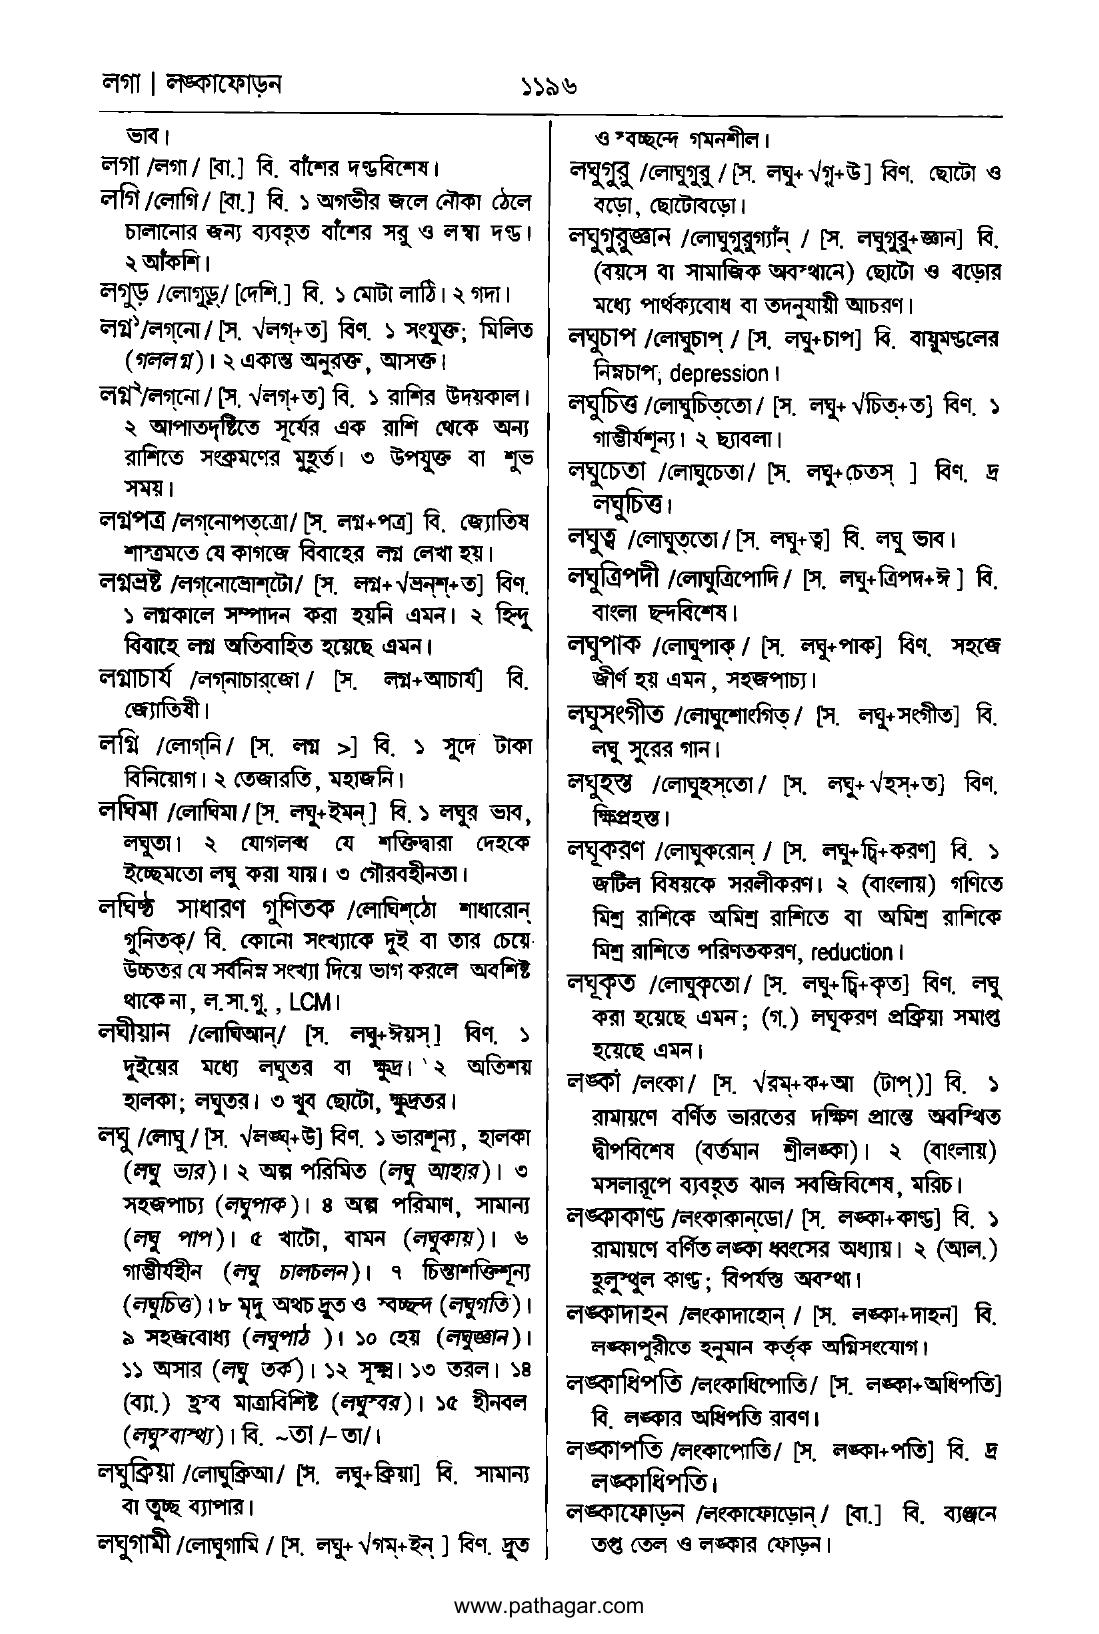 লগা | লঙ্কাফোড়ন
১১৯৬
ভাব।
লগা /লগা/ [বা.] বি. বাঁশের দণ্ডবিশেষ।
লগি /লোগি/ [বা.] বি. ১ অগভীর জলে নৌকা ঠেলে
চালানোর জন্য ব্যবহৃত বাঁশের সরু ও লম্বা দণ্ড।
২ আঁকশি।
লগুড় /লোগুড়্/ [দেশি.] বি. ১ মোটা লাঠি। ২ গদা।
লগ্ন¹/লগ্‌নো/ [স. √লগ্+ত] বিণ. ১ সংযুক্ত; মিলিত
(গললগ্ন)। ২ একান্ত অনুরক্ত, আসক্ত।
লগ্ন²/লগ্‌নো/ [স. √লগ্+ত] বি. ১ রাশির উদয়কাল।
২ আপাতদৃষ্টিতে সূর্যের এক রাশি থেকে অন্য
রাশিতে সংক্রমণের মুহূর্ত। ৩ উপযুক্ত বা শুভ
সময়।
লগ্নপত্র /লগ্‌নোপত্‌ত্রো/ [স. লগ্ন+পত্র] বি. জ্যোতিষ
শাস্ত্রমতে যে কাগজে বিবাহের লগ্ন লেখা হয়।
লগ্নভ্রষ্ট /লগ্‌নোভ্রোশ্‌টো/ [স. লগ্ন+√ভ্রনশ্+ত] বিণ.
১ লগ্নকালে সম্পাদন করা হয়নি এমন। ২ হিন্দু
বিবাহে লগ্ন অতিবাহিত হয়েছে এমন।
লগ্নাচার্য /লগ্‌নাচার্‌জো/ [স. লগ্ন+আচার্য] বি.
জ্যোতিষী।
লগ্নি /লোগ্‌নি/ [স. লগ্ন >] বি. ১ সুদে টাকা
বিনিয়োগ। ২ তেজারতি, মহাজনি।
লঘিমা /লোঘিমা/ [স. লঘু+ইমন্] বি. ১ লঘুর ভাব,
লঘুতা। ২ যোগলব্ধ যে শক্তিদ্বারা দেহকে
ইচ্ছেমতো লঘু করা যায়। ৩ গৌরবহীনতা।
লঘিষ্ঠ সাধারণ গুণিতক /লোঘিশ্‌ঠো শাধারোন্
গুনিতক্/ বি. কোনো সংখ্যাকে দুই বা তার চেয়ে
উচ্চতর যে সর্বনিম্ন সংখ্যা দিয়ে ভাগ করলে অবশিষ্ট
থাকে না, ল.সা.গু. , LCM।
লঘীয়ান /লোঘিআন্/ [স. লঘু+ঈয়স্] বিণ. ১
দুইয়ের মধ্যে লঘুতর বা ক্ষুদ্র। ২ অতিশয়
হালকা; লঘুতর। ৩ খুব ছোটো, ক্ষুদ্রতর।
লঘু /লোঘু/ [স. √লঙ্ঘ্+উ] বিণ. ১ ভারশূন্য, হালকা
(লঘু ভার)। ২ অল্প পরিমিত (লঘু আহার)। ৩
সহজপাচ্য (লঘুপাক)। ৪ অল্প পরিমাণ, সামান্য
(লঘু পাপ)। ৫ খাটো, বামন (লঘুকায়)। ৬
গাম্ভীর্যহীন (লঘু চালচলন)। ৭ চিন্তাশক্তিশূন্য
(লঘুচিত্ত)। ৮ মৃদু অথচ দ্রুত ও স্বচ্ছন্দ (লঘুগতি)।
৯ সহজবোধ্য (লঘুপাঠ )। ১০ হেয় (লঘুজ্ঞান)।
১১ অসার (লঘু তর্ক)। ১২ সূক্ষ্ম। ১৩ তরল। ১৪
(ব্যা.) হ্রস্ব মাত্রাবিশিষ্ট (লঘুস্বর)। ১৫ হীনবল
(লঘুস্বাস্থ্য)। বি. ~তা /–তা/।
লঘুক্রিয়া /লোঘুক্রিআ/ [স. লঘু+ক্রিয়া] বি. সামান্য
বা তুচ্ছ ব্যাপার।
লঘুগামী /লোঘুগামি/ [স. লঘু+√গম্+ইন্ ] বিণ. দ্রুত
ও স্বচ্ছন্দে গমনশীল।
লঘুগুরু /লোঘুগুরু/ [স. লঘু+√গৄ+উ] বিণ. ছোটো ও
বড়ো, ছোটোবড়ো।
লঘুগুরুজ্ঞান /লোঘুগুরুগ্যাঁন্ / [স. লঘুগুরু+জ্ঞান] বি.
(বয়সে বা সামাজিক অবস্থানে) ছোটো ও বড়োর
মধ্যে পার্থক্যবোধ বা তদনুযায়ী আচরণ।
লঘুচাপ /লোঘুচাপ্ / [স. লঘু+চাপ] বি. বায়ুমণ্ডলের
নিম্নচাপ, depression।
লঘুচিত্ত /লোঘুচিত্‌তো/ [স. লঘু+√চিত্+ত] বিণ. ১
গাম্ভীর্যশূন্য। ২ ছ্যাবলা।
লঘুচেতা /লোঘুচেতা/ [স. লঘু+চেতস্ ] বিণ. দ্র
লঘুচিত্ত।
লঘুত্ব /লোঘুত্‌তো/ [স. লঘু+ত্ব] বি. লঘু ভাব।
লঘুত্রিপদী /লোঘুত্রিপোদি/ [স. লঘু+ত্রিপদ+ঈ ] বি.
বাংলা ছন্দবিশেষ।
লঘুপাক /লোঘুপাক্ / [স. লঘু+পাক] বিণ. সহজে
জীর্ণ হয় এমন, সহজপাচ্য।
লঘুসংগীত /লোঘুশোংগিত্/ [স. লঘু+সংগীত] বি.
লঘু সুরের গান।
লঘুহস্ত /লোঘুহস্‌তো/ [স. লঘু+√হস্+ত] বিণ.
ক্ষিপ্রহস্ত।
লঘূকরণ /লোঘুকরোন্ / [স. লঘু+চ্বি+করণ] বি. ১
জটিল বিষয়কে সরলীকরণ। ২ (বাংলায়) গণিতে
মিশ্র রাশিকে অমিশ্র রাশিতে বা অমিশ্র রাশিকে
মিশ্র রাশিতে পরিণতকরণ, reduction।
লঘূকৃত /লোঘুকৃতো/ [স. লঘু+চ্বি+কৃত] বিণ. লঘু
করা হয়েছে এমন; (গ.) লঘূকরণ প্রক্রিয়া সমাপ্ত
হয়েছে এমন।
লঙ্কা /লংকা/ [স. √রম্+ক+আ (টাপ্)] বি. ১
রামায়ণে বর্ণিত ভারতের দক্ষিণ প্রান্তে অবস্থিত
দ্বীপবিশেষ (বর্তমান শ্রীলঙ্কা)। ২ (বাংলায়)
মসলারূপে ব্যবহৃত ঝাল সবজিবিশেষ, মরিচ।
লঙ্কাকাণ্ড /লংকাকান্‌ডো/ [স. লঙ্কা+কাণ্ড] বি. ১
রামায়ণে বর্ণিত লঙ্কা ধ্বংসের অধ্যায়। ২ (আল.)
হুলুস্থুল কাণ্ড; বিপর্যস্ত অবস্থা।
লঙ্কাদাহন /লংকাদাহোন্ / [স. লঙ্কা+দাহন] বি.
লঙ্কাপুরীতে হনুমান কর্তৃক অগ্নিসংযোগ।
লঙ্কাধিপতি /লংকাধিপোতি/ [স. লঙ্কা+অধিপতি]
বি. লঙ্কার অধিপতি রাবণ।
লঙ্কাপতি /লংকাপোতি/ [স. লঙ্কা+পতি] বি. দ্র
লঙ্কাধিপতি।
লঙ্কাফোড়ন /লংকাফোড়োন্/ [বা.] বি. ব্যঞ্জনে
তপ্ত তেল ও লঙ্কার ফোড়ন।
www.pathagar.com